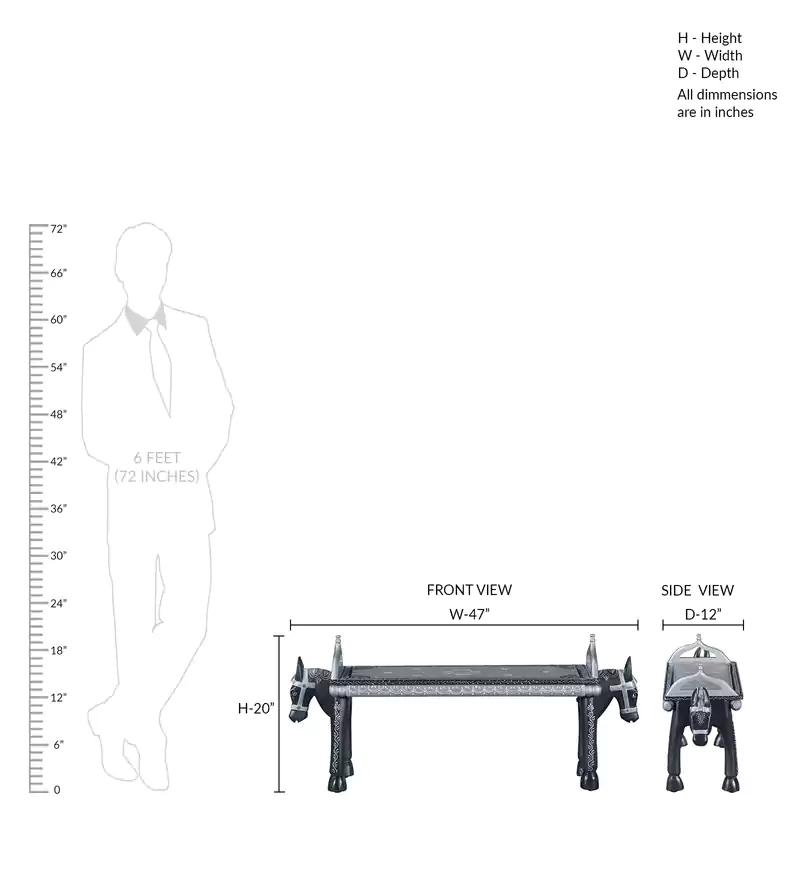 H - Height
W - Width
D - Depth
All dimmensions
are in inches
72"
66"
60"
54"
48"
42"
36"
30"
24"
18"
12"
6"
0
6 FEET
(72 INCHES)
FRONT VIEW
W-47"
SIDE VIEW
D-12"
H-20"